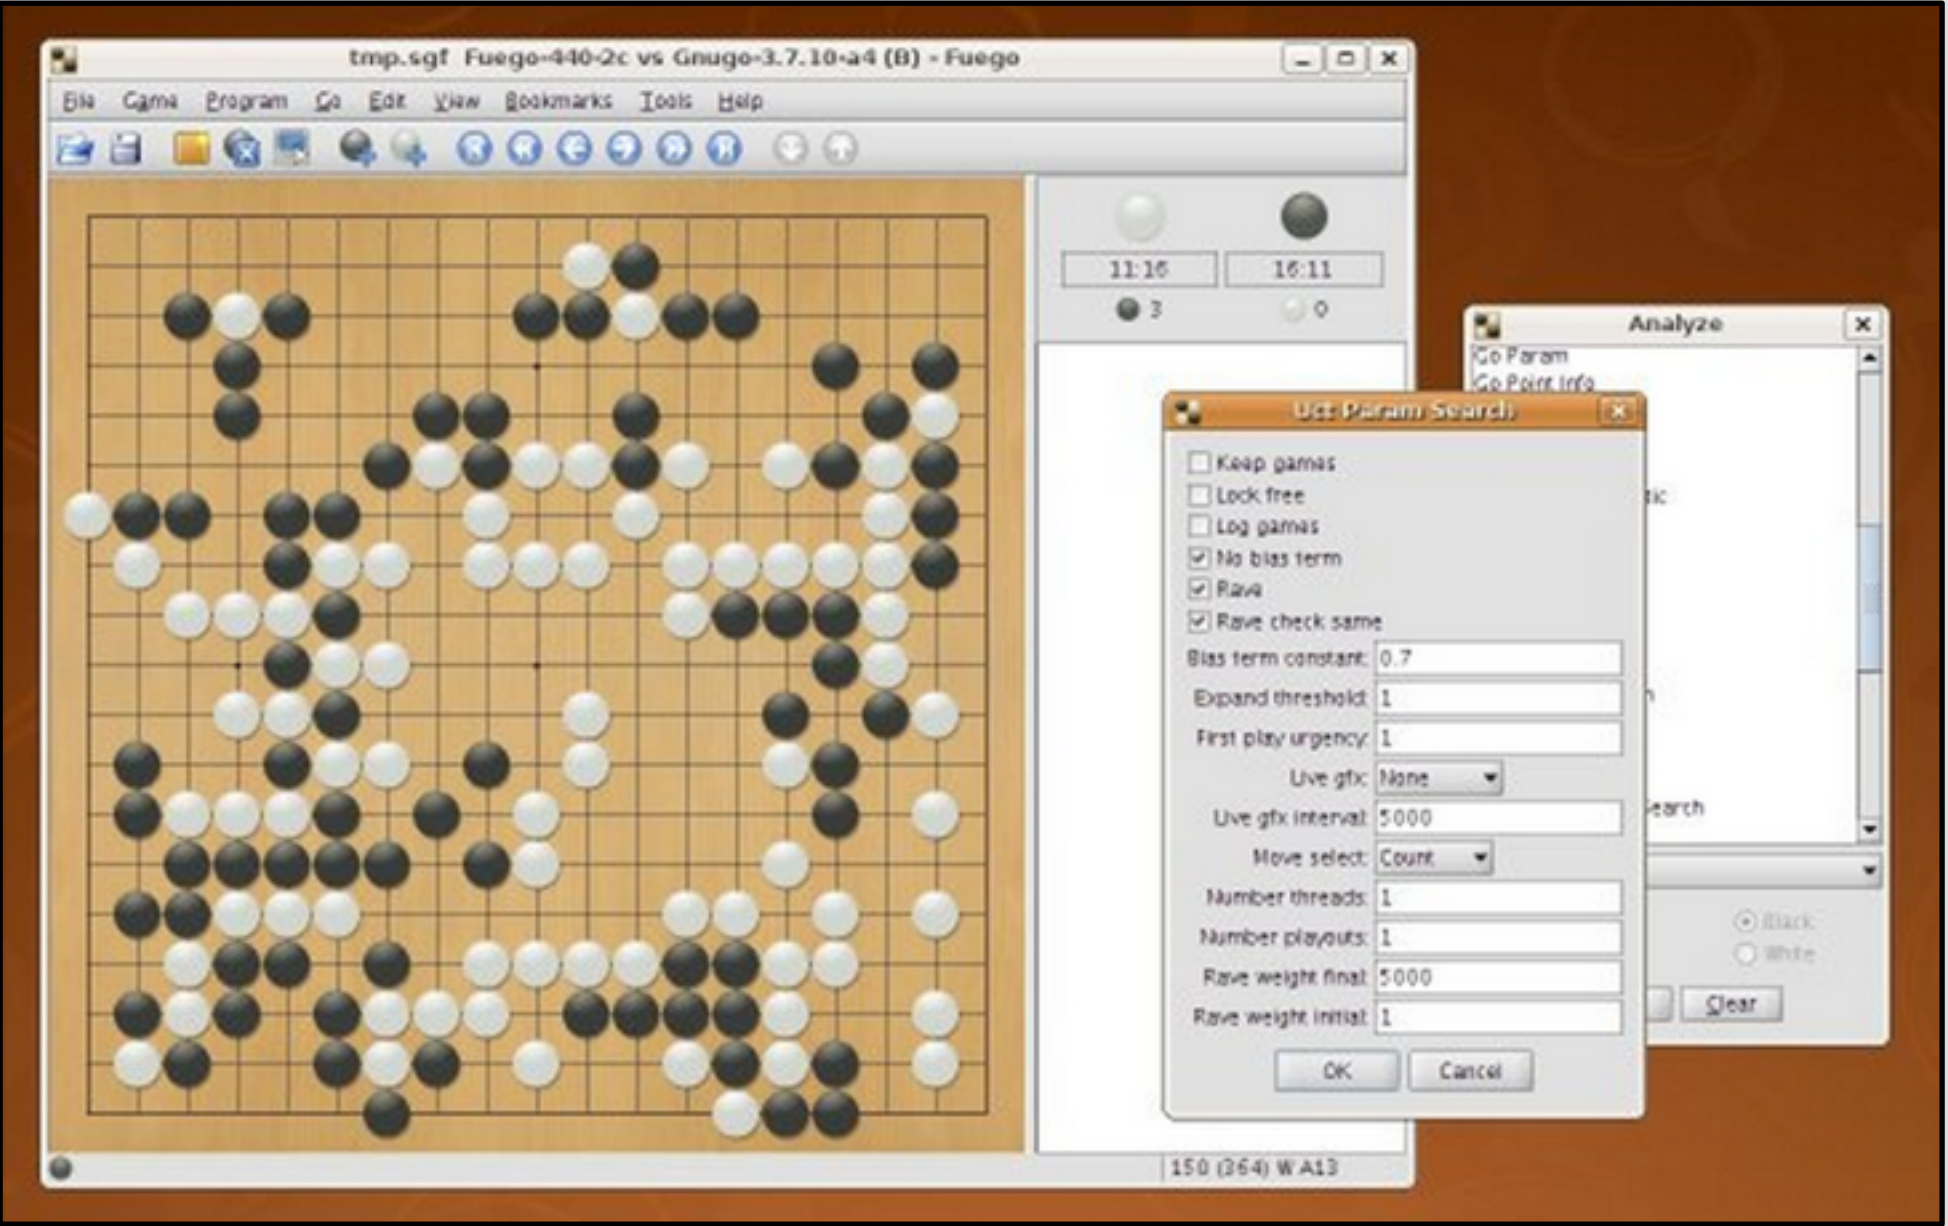 tmp.sgf Fuego-440-2c vs Gnugo-3.7.10-a4 (B) - Fuego
File Game Program Go Edit View Bookmarks Tools Help
11:16 16:11
3 0
Analyze
Go Param
Go Point Info
Uct Param Search
Keep games
Lock free
Log games
No bias term
Rave
Rave check same
Bias term constant: 0.7
Expand threshold: 1
First play urgency: 1
Live gfx: None
Live gfx interval: 5000
Move select: Count
Number threads: 1
Number playouts: 1
Rave weight final: 5000
Rave weight initial: 1
OK Cancel
tic
earch
Black
White
Clear
150 (364) W A13